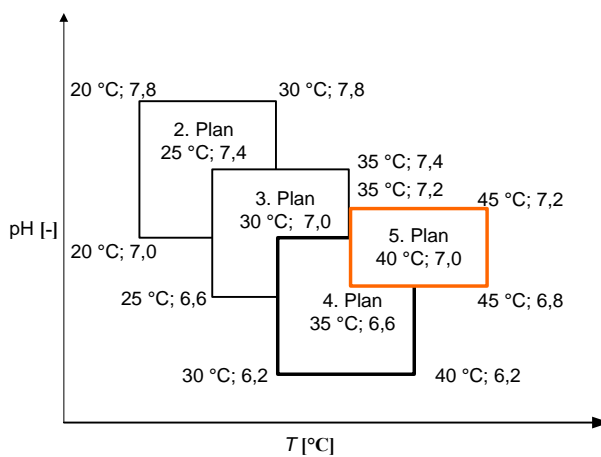 20 °C; 7,8
30 °C; 7,8
2. Plan
25 °C; 7,4
35 °C; 7,4
35 °C; 7,2
45 °C; 7,2
3. Plan
30 °C; 7,0
pH [-]
5. Plan
40 °C; 7,0
20 °C; 7,0
25 °C; 6,6
4. Plan
35 °C; 6,6
45 °C; 6,8
30 °C; 6,2
40 °C; 6,2
T [°C]